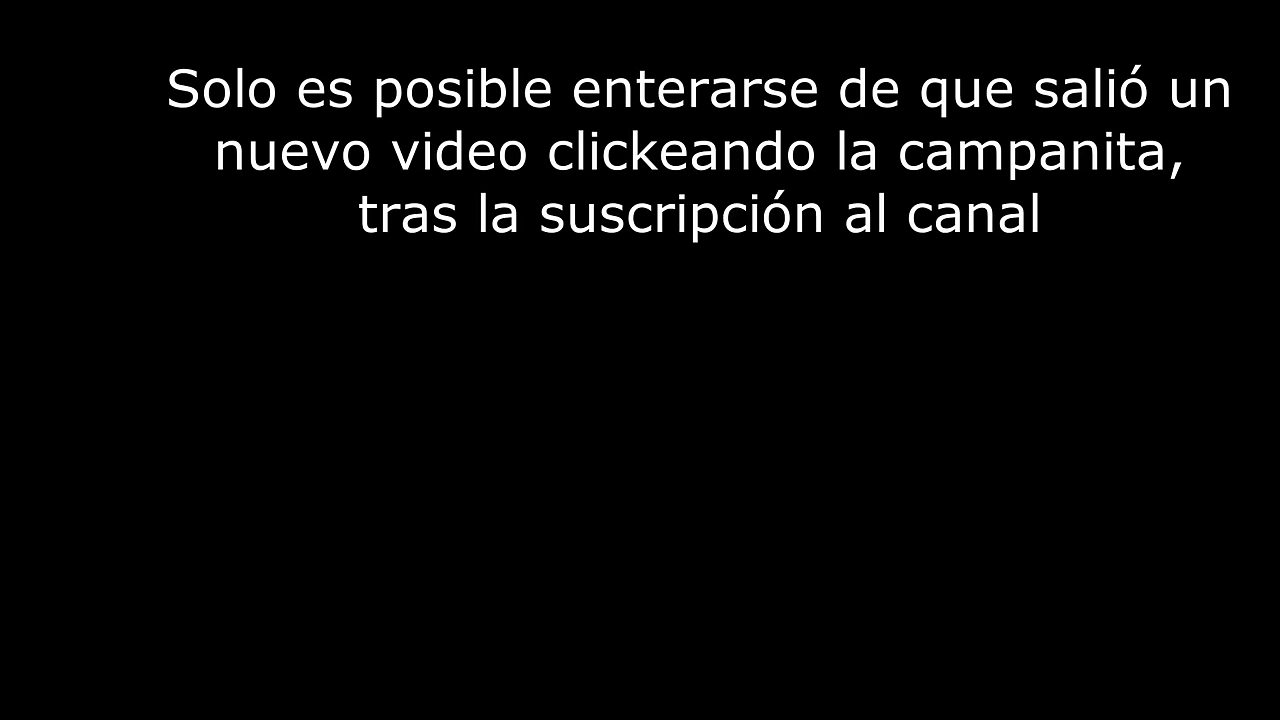 Solo es posible enterarse de que salió un
nuevo video clickeando la campanita,
tras la suscripción al canal